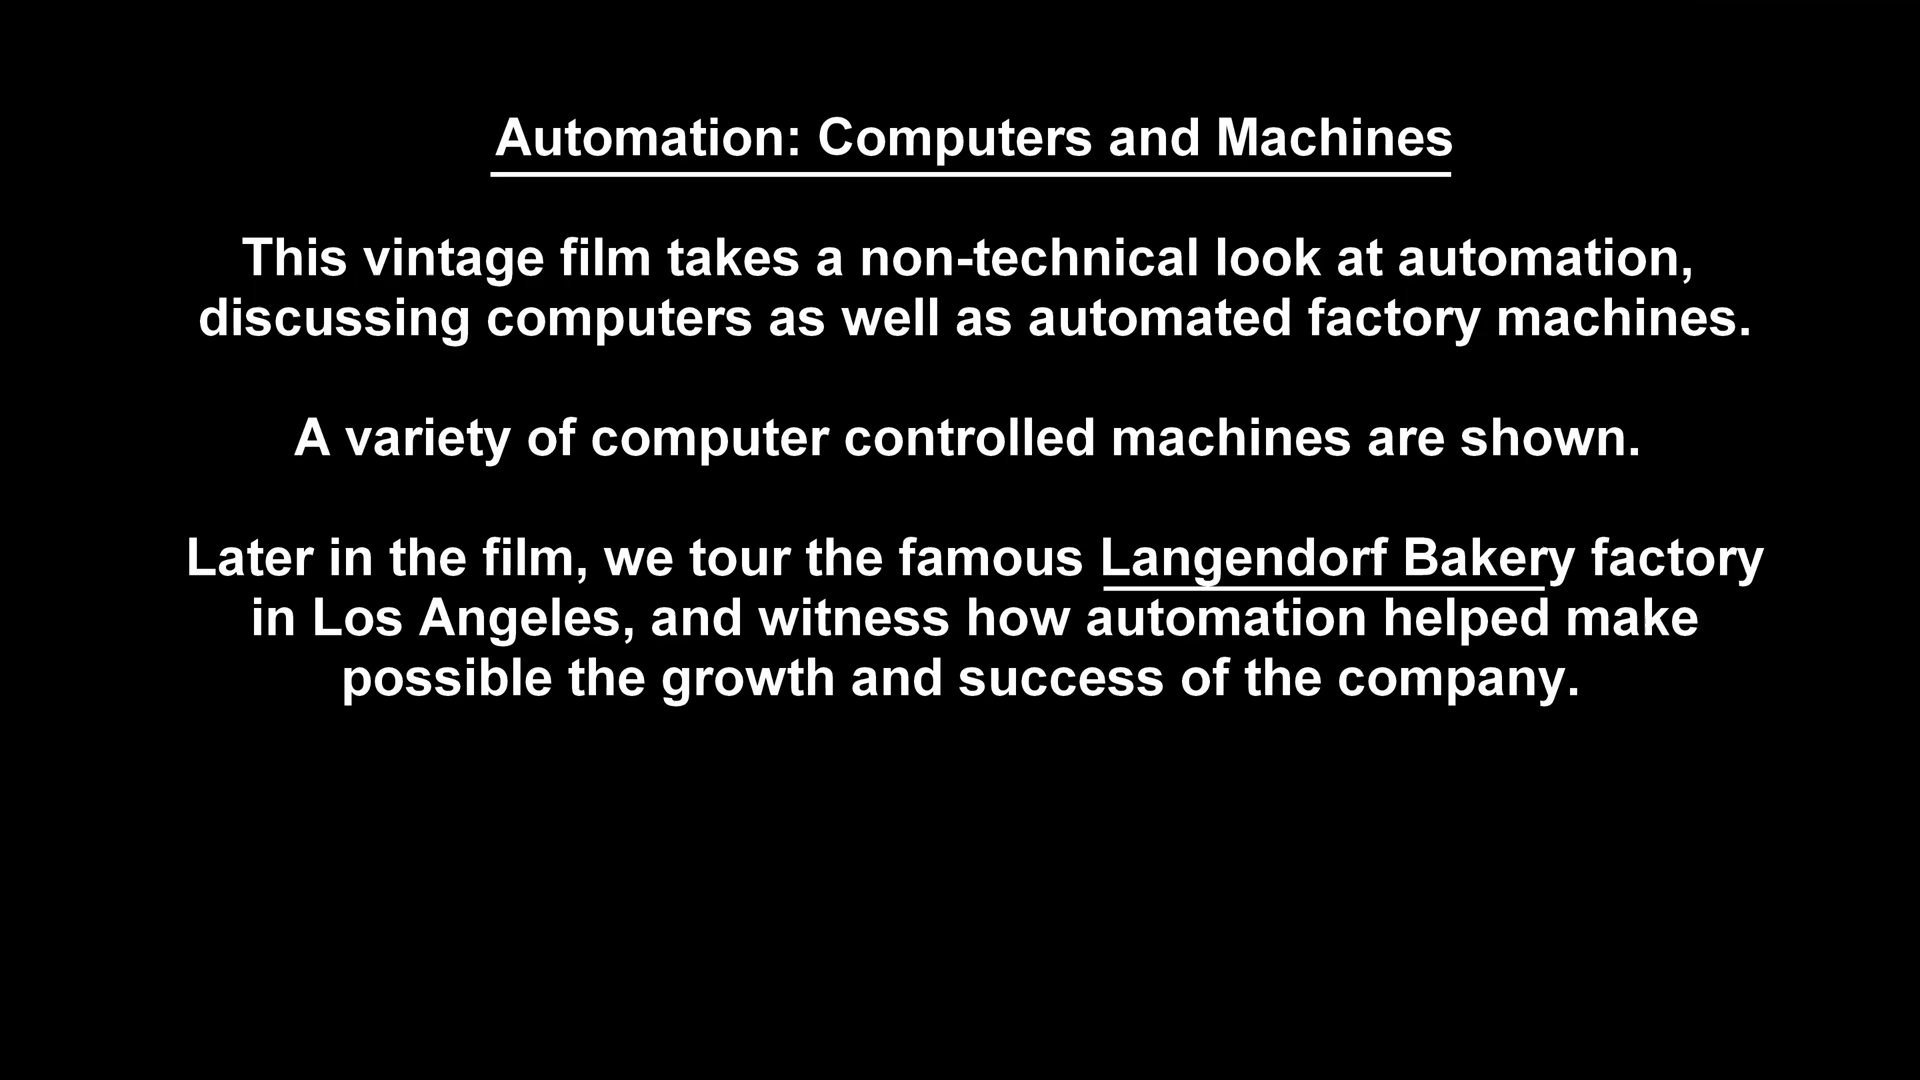 Automation: Computers and Machines
This vintage film takes a non-technical look at automation,
discussing computers as well as automated factory machines.
A variety of computer controlled machines are shown.
Later in the film, we tour the famous Langendorf Bakery factory
in Los Angeles, and witness how automation helped make
possible the growth and success of the company.